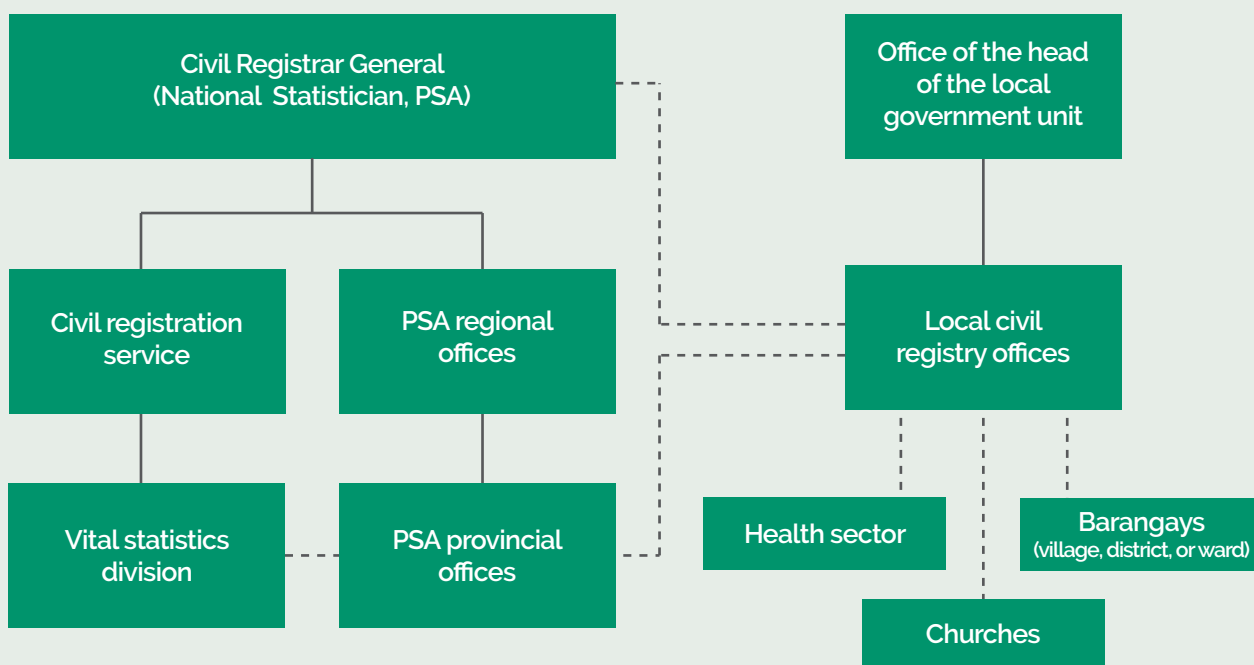 Civil Registrar General
(National Statistician, PSA)
Office of the head
of the local
government unit
Civil registration
service
PSA regional
offices
Local civil
registry offices
Vital statistics
division
PSA provincial
offices
Health sector
Barangays
(village, district, or ward)
Churches